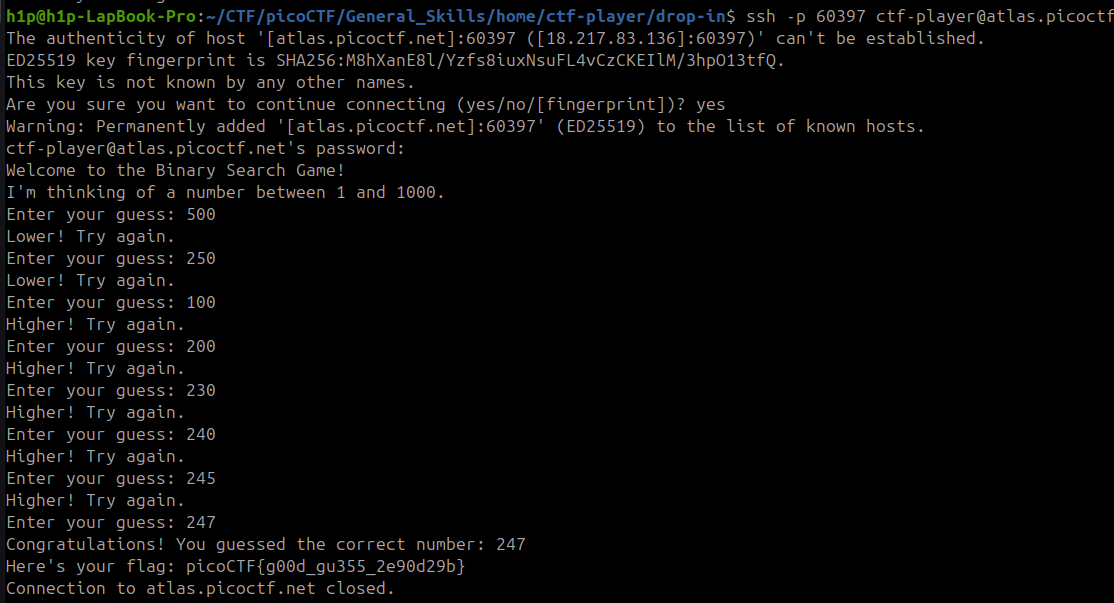 h1p@h1p-LapBook-Pro:~/CTF/picoCTF/General_Skills/home/ctf-player/drop-in$ ssh -p 60397 ctf-player@atlas.picoctf
The authenticity of host '[atlas.picoctf.net]:60397 ([18.217.83.136]:60397)' can't be established.
ED25519 key fingerprint is SHA256:M8hXanE8l/Yzfs8iuxNsuFL4vCzCKEIlM/3hpO13tfQ.
This key is not known by any other names.
Are you sure you want to continue connecting (yes/no/[fingerprint])? yes
Warning: Permanently added '[atlas.picoctf.net]:60397' (ED25519) to the list of known hosts.
ctf-player@atlas.picoctf.net's password:
Welcome to the Binary Search Game!
I'm thinking of a number between 1 and 1000.
Enter your guess: 500
Lower! Try again.
Enter your guess: 250
Lower! Try again.
Enter your guess: 100
Higher! Try again.
Enter your guess: 200
Higher! Try again.
Enter your guess: 230
Higher! Try again.
Enter your guess: 240
Higher! Try again.
Enter your guess: 245
Higher! Try again.
Enter your guess: 247
Congratulations! You guessed the correct number: 247
Here's your flag: picoCTF{g00d_gu355_2e90d29b}
Connection to atlas.picoctf.net closed.